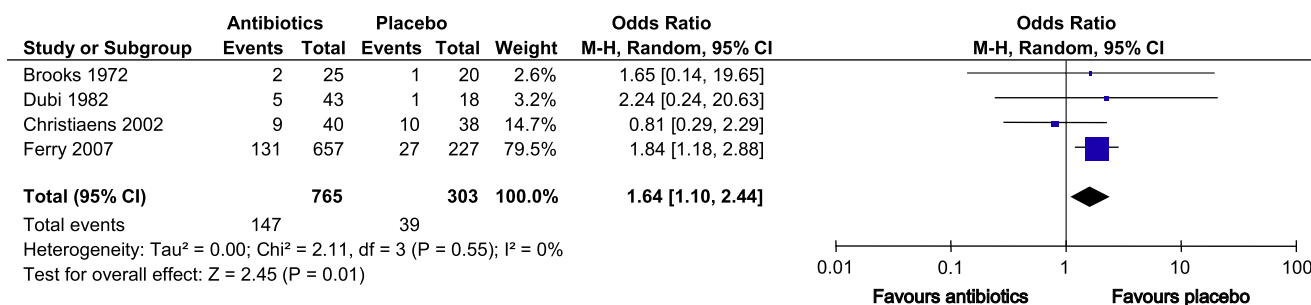 Antibiotics Placebo Odds Ratio Odds Ratio
Study or Subgroup Events Total Events Total Weight M-H, Random, 95% CI M-H, Random, 95% CI
Brooks 1972 2 25 1 20 2.6% 1.65 [0.14, 19.65]
Dubi 1982 5 43 1 18 3.2% 2.24 [0.24, 20.63]
Christiaens 2002 9 40 10 38 14.7% 0.81 [0.29, 2.29]
Ferry 2007 131 657 27 227 79.5% 1.84 [1.18, 2.88]
Total (95% CI) 765 303 100.0% 1.64 [1.10, 2.44]
Total events 147 39
Heterogeneity: Tau² = 0.00; Chi² = 2.11, df = 3 (P = 0.55); I² = 0%
Test for overall effect: Z = 2.45 (P = 0.01)
0.01 0.1 1 10 100
Favours antibiotics Favours placebo